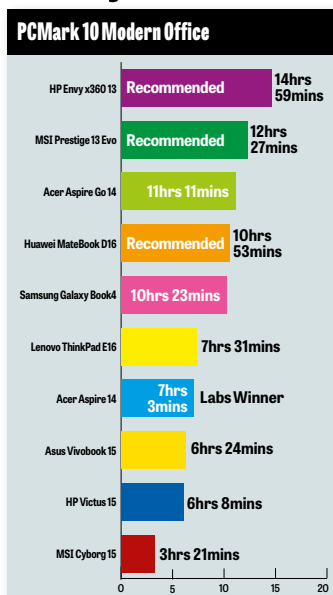 PCMark 10 Modern Office
HP Envy x360 13
Recommended
14hrs
59mins
MSI Prestige 13 Evo
Recommended
12hrs
27mins
Acer Aspire Go 14
11hrs 11mins
Huawei MateBook D16
Recommended
10hrs
53mins
Samsung Galaxy Book4
10hrs 23mins
Lenovo ThinkPad E16
7hrs 31mins
Acer Aspire 14
7hrs
3mins
Labs Winner
Asus Vivobook 15
6hrs 24mins
HP Victus 15
6hrs 8mins
MSI Cyborg 15
3hrs 21mins
0 5 10 15 20